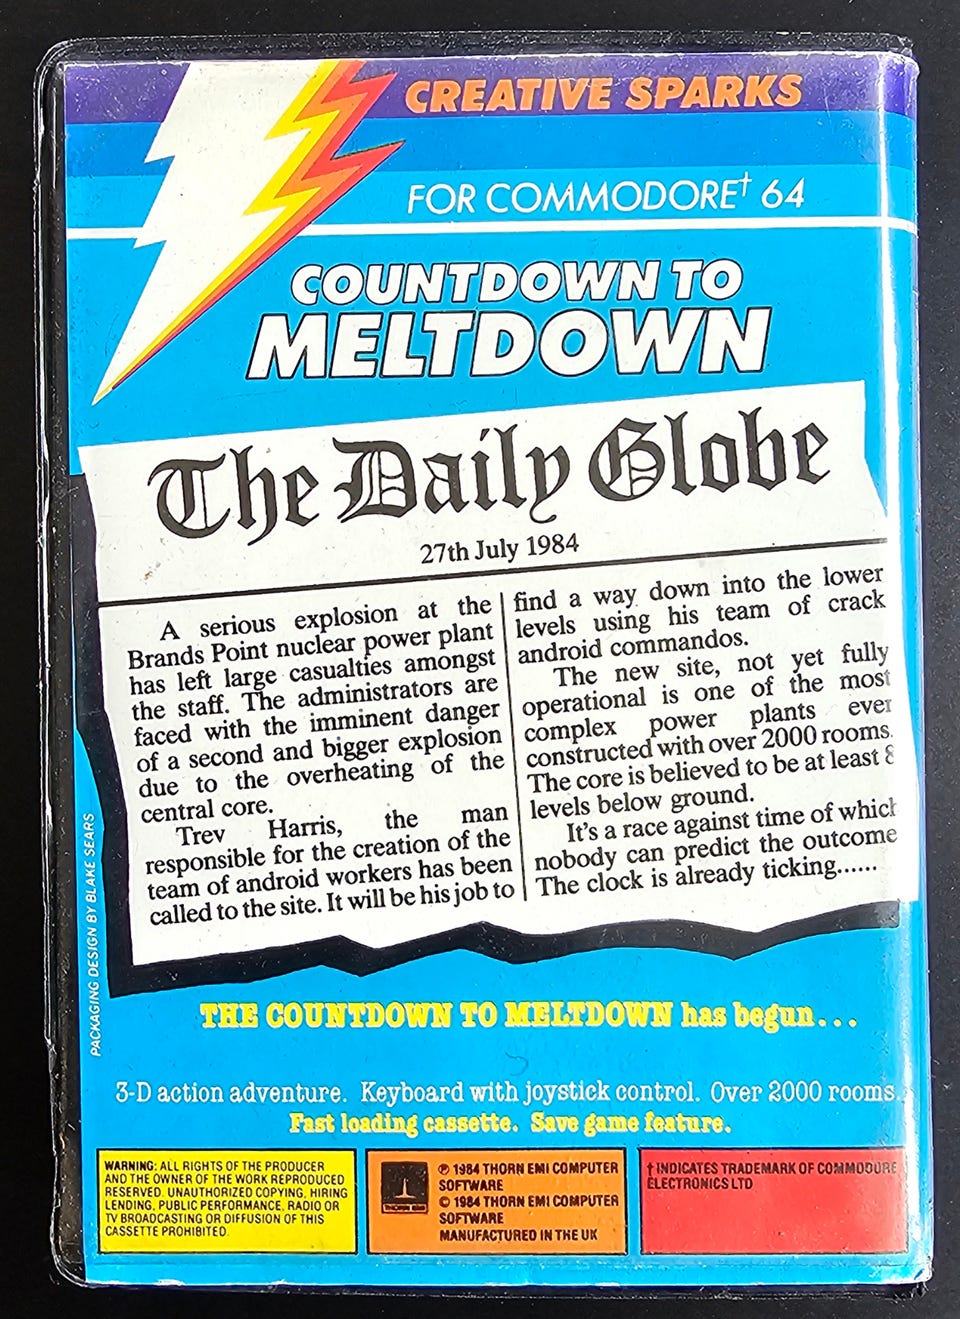 CREATIVE SPARKS
FOR COMMODORE† 64
COUNTDOWN TO
MELTDOWN
The Daily Globe
27th July 1984
A serious explosion at the
Brands Point nuclear power plant
has left large casualties amongst
the staff. The administrators are
faced with the imminent danger
of a second and bigger explosion
due to the overheating of the
central core.
Trev Harris, the man
responsible for the creation of the
team of android workers has been
called to the site. It will be his job to
find a way down into the lower
levels using his team of crack
android commandos.
The new site, not yet fully
operational is one of the most
complex power plants ever
constructed with over 2000 rooms.
The core is believed to be at least 8
levels below ground.
It's a race against time of which
nobody can predict the outcome
The clock is already ticking......
PACKAGING DESIGN BY BLAKE SEARS
THE COUNTDOWN TO MELTDOWN has begun...
3-D action adventure. Keyboard with joystick control. Over 2000 rooms.
Fast loading cassette. Save game feature.
WARNING: ALL RIGHTS OF THE PRODUCER
AND THE OWNER OF THE WORK REPRODUCED
RESERVED. UNAUTHORIZED COPYING, HIRING
LENDING, PUBLIC PERFORMANCE, RADIO OR
TV BROADCASTING OR DIFFUSION OF THIS
CASSETTE PROHIBITED.
THORN EMI
℗ 1984 THORN EMI COMPUTER
SOFTWARE
© 1984 THORN EMI COMPUTER
SOFTWARE
MANUFACTURED IN THE UK
† INDICATES TRADEMARK OF COMMODORE
ELECTRONICS LTD